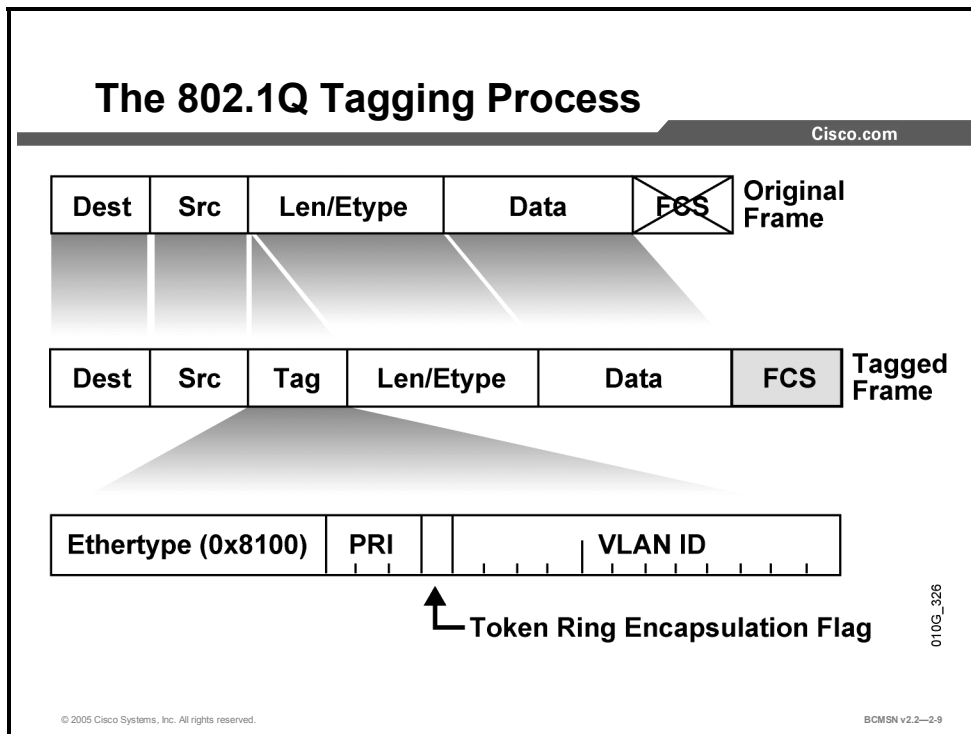 The 802.1Q Tagging Process
Cisco.com
Dest Src Len/Etype Data FCS Original
Frame
Dest Src Tag Len/Etype Data FCS Tagged
Frame
Ethertype (0x8100) PRI VLAN ID
Token Ring Encapsulation Flag
010G_326
© 2005 Cisco Systems, Inc. All rights reserved.
BCMSN v2.2—2-9